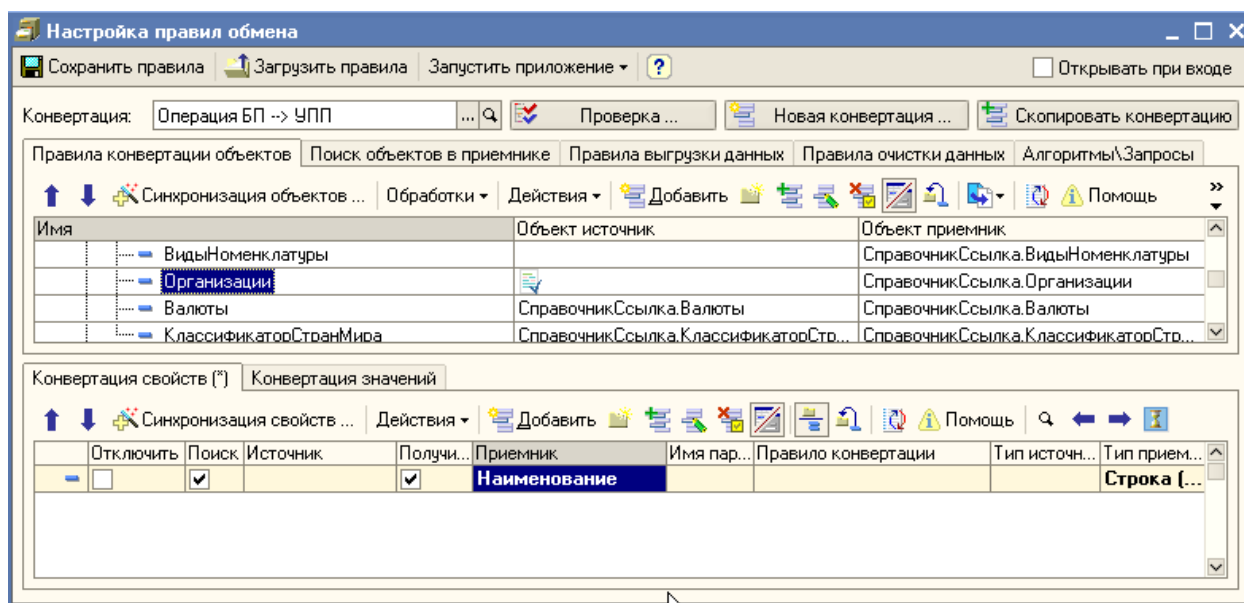 Настройка правил обмена
Сохранить правила Загрузить правила Запустить приложение ? Открывать при входе
Конвертация: Операция БП --> УПП ... Проверка ... Новая конвертация ... Скопировать конвертацию
Правила конвертации объектов Поиск объектов в приемнике Правила выгрузки данных Правила очистки данных Алгоритмы\Запросы
Синхронизация объектов ... Обработки Действия Добавить Помощь »
Имя Объект источник Объект приемник
ВидыНоменклатуры СправочникСсылка.ВидыНоменклатуры
Организации СправочникСсылка.Организации
Валюты СправочникСсылка.Валюты СправочникСсылка.Валюты
КлассификаторСтранМира СправочникСсылка.КлассификаторСтр... СправочникСсылка.КлассификаторСтр...
Конвертация свойств (*) Конвертация значений
Синхронизация свойств ... Действия Добавить Помощь
Отключить Поиск Источник Получи... Приемник Имя пар... Правило конвертации Тип источн... Тип прием...
Наименование Строка (...